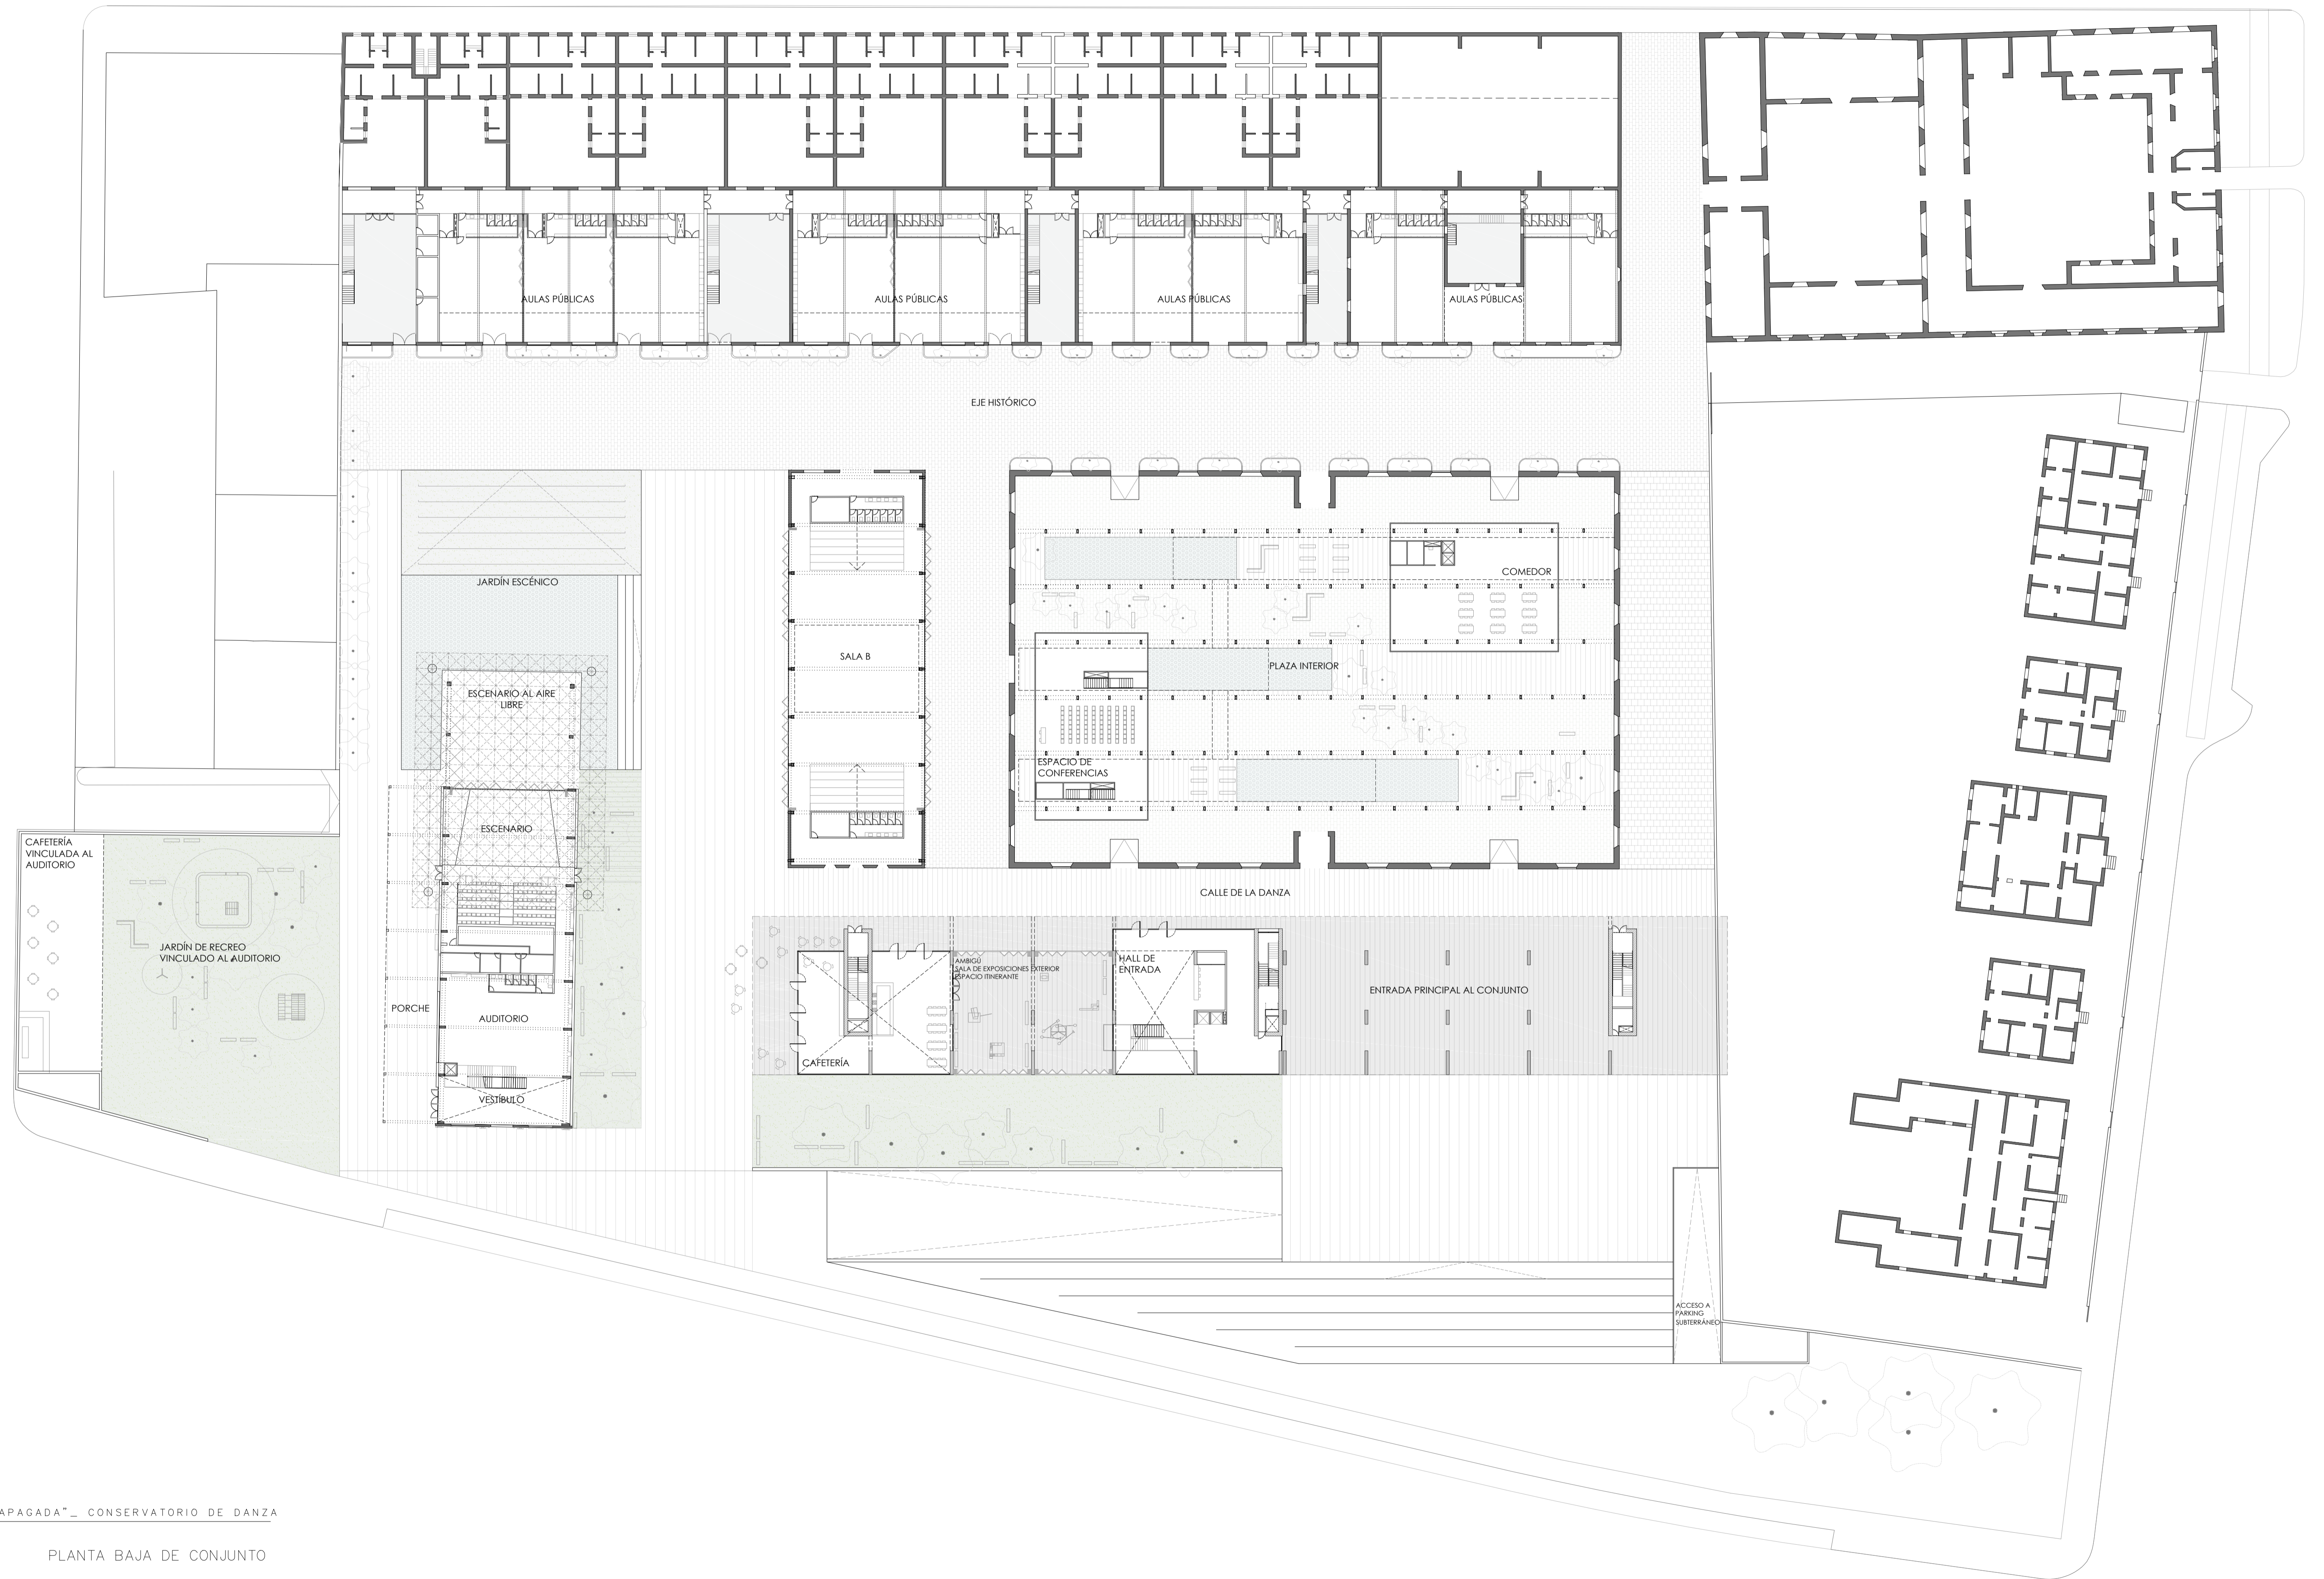 AULAS PÚBLICAS
AULAS PÚBLICAS
AULAS PÚBLICAS
AULAS PÚBLICAS
EJE HISTÓRICO
JARDÍN ESCÉNICO
ESCENARIO AL AIRE
LIBRE
SALA B
COMEDOR
PLAZA INTERIOR
ESPACIO DE
CONFERENCIAS
ESCENARIO
CAFETERÍA
VINCULADA AL
AUDITORIO
JARDÍN DE RECREO
VINCULADO AL AUDITORIO
CALLE DE LA DANZA
PORCHE
AUDITORIO
VESTÍBULO
CAFETERÍA
AMBIGÚ
SALA DE EXPOSICIONES EXTERIOR
ESPACIO ITINERANTE
HALL DE
ENTRADA
ENTRADA PRINCIPAL AL CONJUNTO
ACCESO A
PARKING
SUBTERRÁNEO
APAGADA"_ CONSERVATORIO DE DANZA
PLANTA BAJA DE CONJUNTO